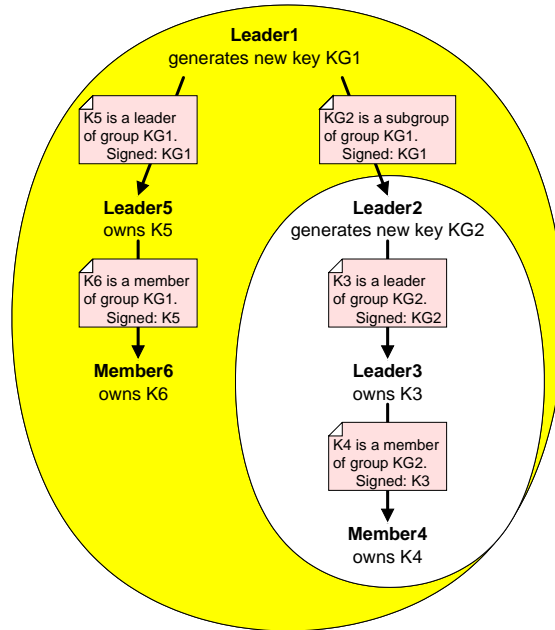 Leader1
generates new key KG1
K5 is a leader
of group KG1.
Signed: KG1
KG2 is a subgroup
of group KG1.
Signed: KG1
Leader5
owns K5
Leader2
generates new key KG2
K6 is a member
of group KG1.
Signed: K5
K3 is a leader
of group KG2.
Signed: KG2
Member6
owns K6
Leader3
owns K3
K4 is a member
of group KG2.
Signed: K3
Member4
owns K4